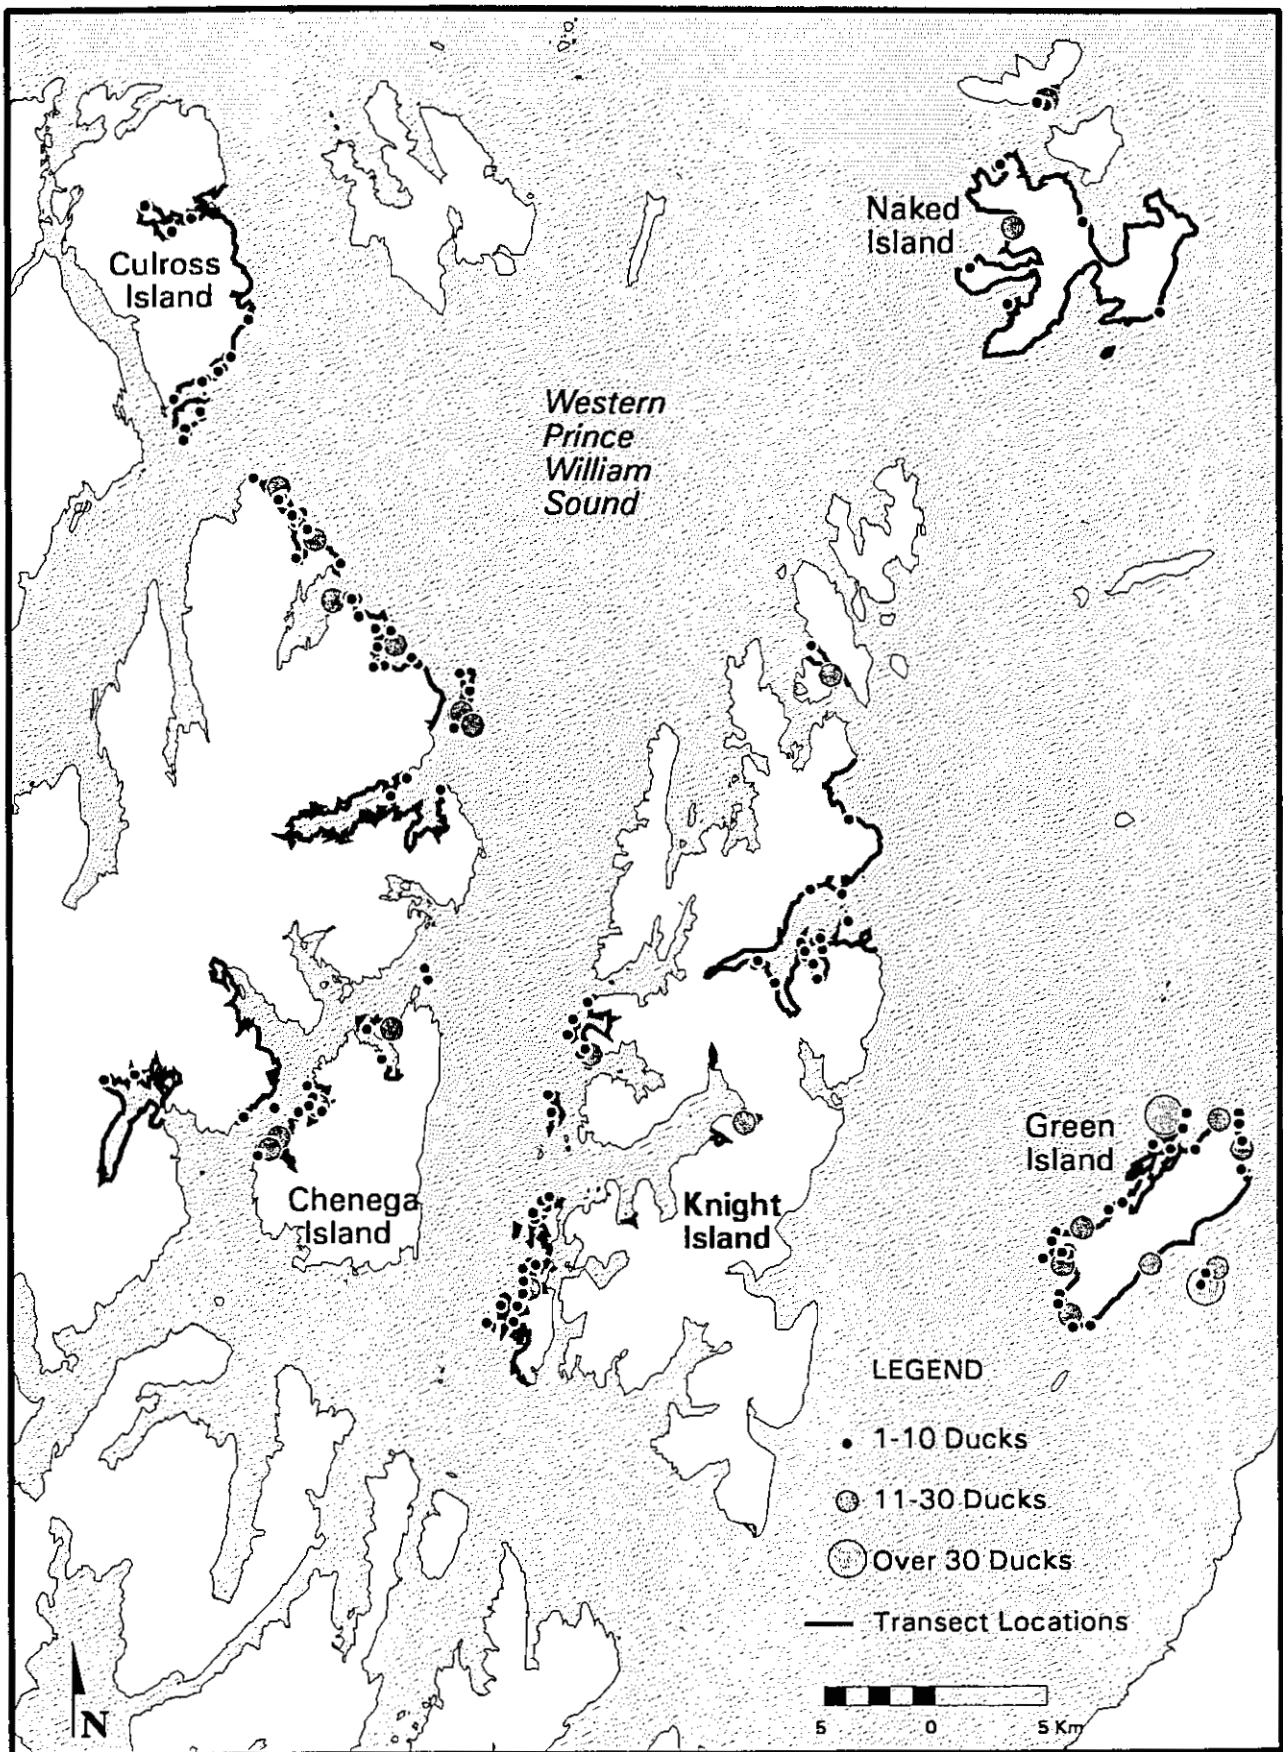 Naked
Island
Culross
Island
Western
Prince
William
Sound
Green
Island
Chenega
Island
Knight
Island
LEGEND
1-10 Ducks
11-30 Ducks
Over 30 Ducks
Transect Locations
N
5 0 5 Km